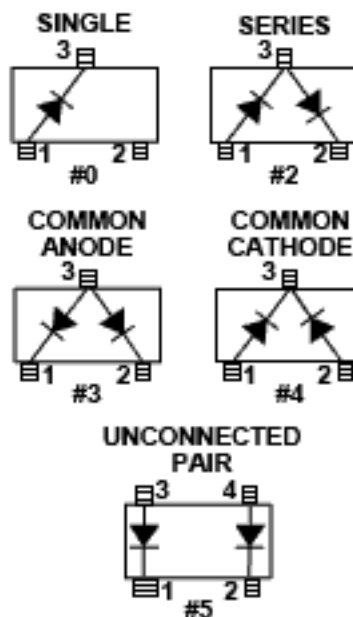 SINGLE
3
1 2
#0
SERIES
3
1 2
#2
COMMON
ANODE
3
1 2
#3
COMMON
CATHODE
3
1 2
#4
UNCONNECTED
PAIR
3 4
1 2
#5